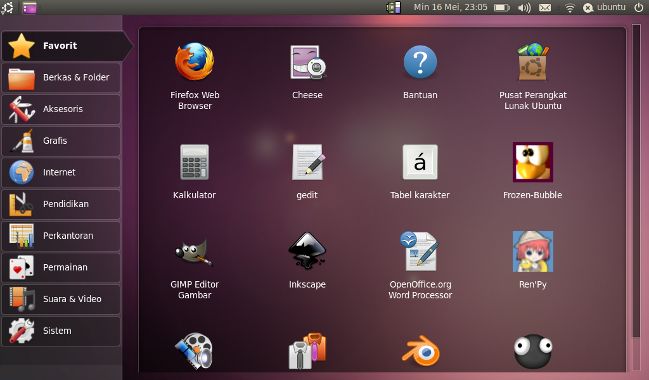 Min 16 Mei, 23:05
ubuntu
Favorit
Berkas & Folder
Aksesoris
Grafis
Internet
Pendidikan
Perkantoran
Permainan
Suara & Video
Sistem
Firefox Web
Browser
Cheese
Bantuan
Pusat Perangkat
Lunak Ubuntu
Kalkulator
gedit
á
Tabel karakter
Frozen-Bubble
GIMP Editor
Gambar
Inkscape
OpenOffice.org
Word Processor
Ren'Py